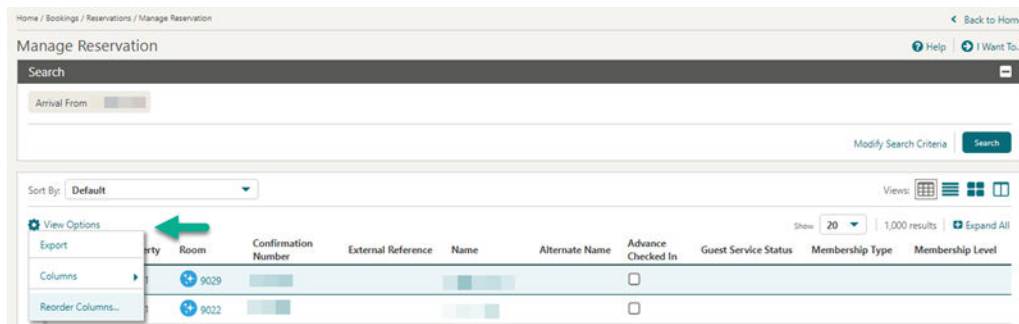 Home / Bookings / Reservations / Manage Reservation
Back to Hom
Manage Reservation
Help
I Want To.
Search
Arrival From
Modify Search Criteria
Search
Sort By: Default
Views:
View Options
Show 20
1,000 results
Expand All
Export
Columns
Reorder Columns...
erty
Room
Confirmation
Number
External Reference
Name
Alternate Name
Advance
Checked In
Guest Service Status
Membership Type
Membership Level
9029
9022